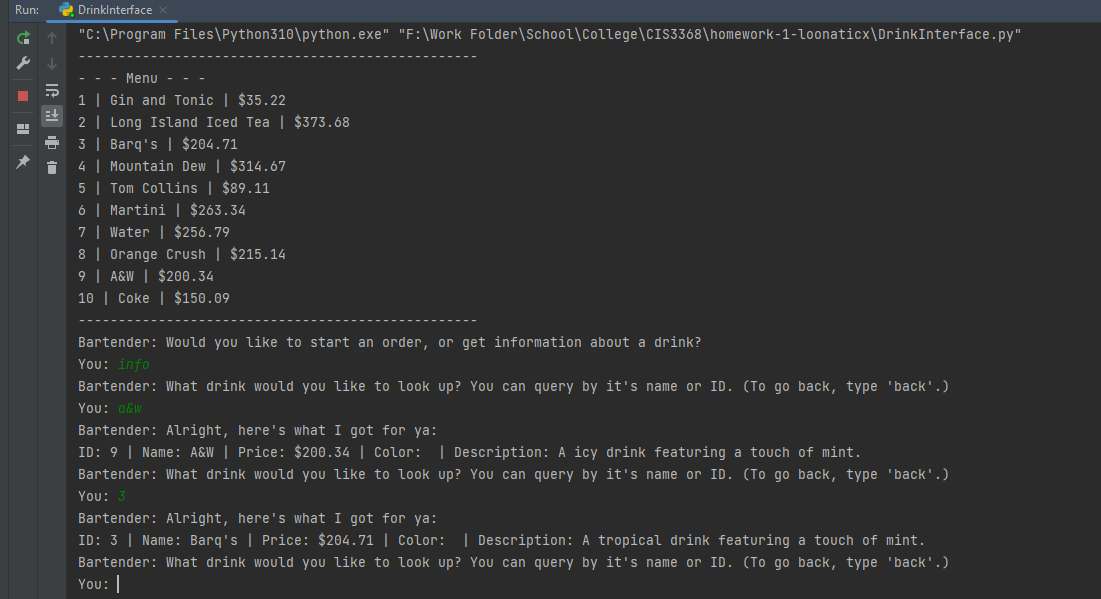 Run: DrinkInterface
"C:\Program Files\Python310\python.exe" "F:\Work Folder\School\College\CIS3368\homework-1-loonaticx\DrinkInterface.py"
--------------------------------------------------
- - - Menu - - -
1 | Gin and Tonic | $35.22
2 | Long Island Iced Tea | $373.68
3 | Barq's | $204.71
4 | Mountain Dew | $314.67
5 | Tom Collins | $89.11
6 | Martini | $263.34
7 | Water | $256.79
8 | Orange Crush | $215.14
9 | A&W | $200.34
10 | Coke | $150.09
--------------------------------------------------
Bartender: Would you like to start an order, or get information about a drink?
You: info
Bartender: What drink would you like to look up? You can query by it's name or ID. (To go back, type 'back'.)
You: a&w
Bartender: Alright, here's what I got for ya:
ID: 9 | Name: A&W | Price: $200.34 | Color:  | Description: A icy drink featuring a touch of mint.
Bartender: What drink would you like to look up? You can query by it's name or ID. (To go back, type 'back'.)
You: 3
Bartender: Alright, here's what I got for ya:
ID: 3 | Name: Barq's | Price: $204.71 | Color:  | Description: A tropical drink featuring a touch of mint.
Bartender: What drink would you like to look up? You can query by it's name or ID. (To go back, type 'back'.)
You: